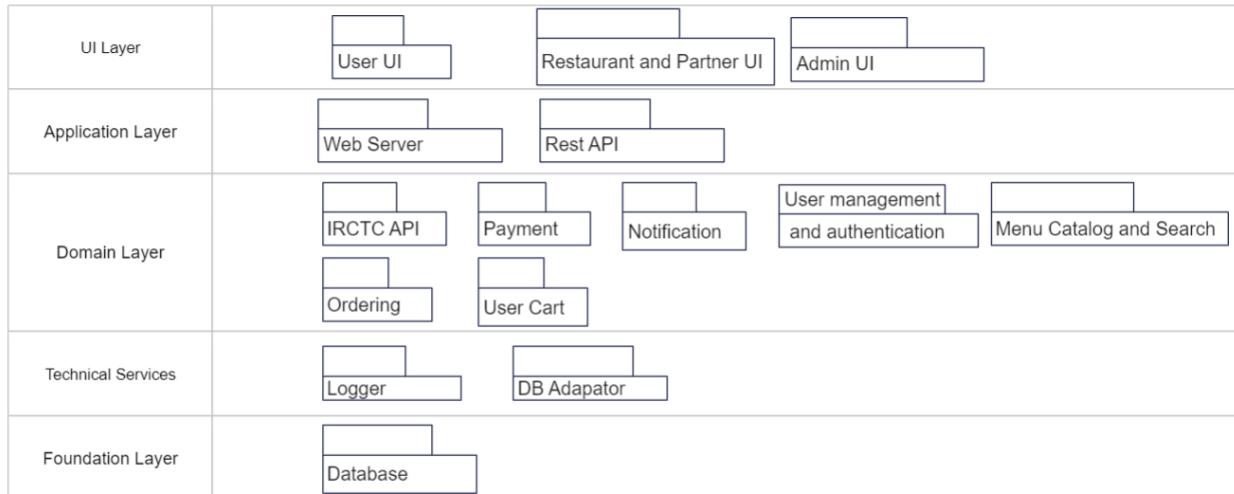 UI Layer
User UI
Restaurant and Partner UI
Admin UI
Application Layer
Web Server
Rest API
Domain Layer
IRCTC API
Payment
Notification
User management
and authentication
Menu Catalog and Search
Ordering
User Cart
Technical Services
Logger
DB Adapator
Foundation Layer
Database